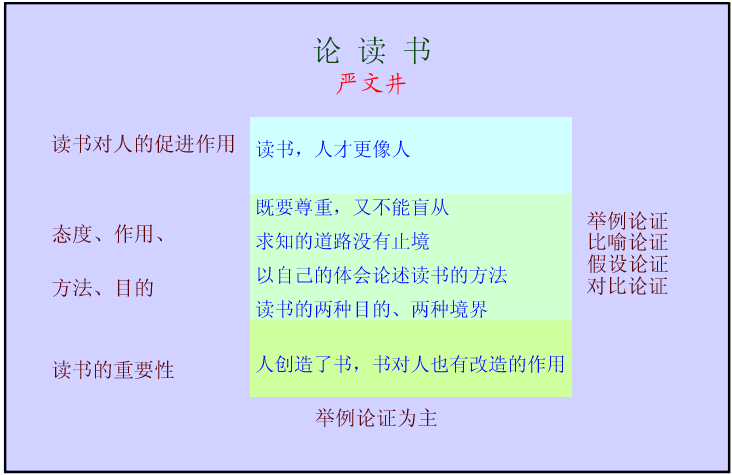 论 读 书
严文井
读书对人的促进作用
读书，人才更像人
态度、作用、
方法、目的
既要尊重，又不能盲从
求知的道路没有止境
以自己的体会论述读书的方法
读书的两种目的、两种境界
举例论证
比喻论证
假设论证
对比论证
读书的重要性
人创造了书，书对人也有改造的作用
举例论证为主